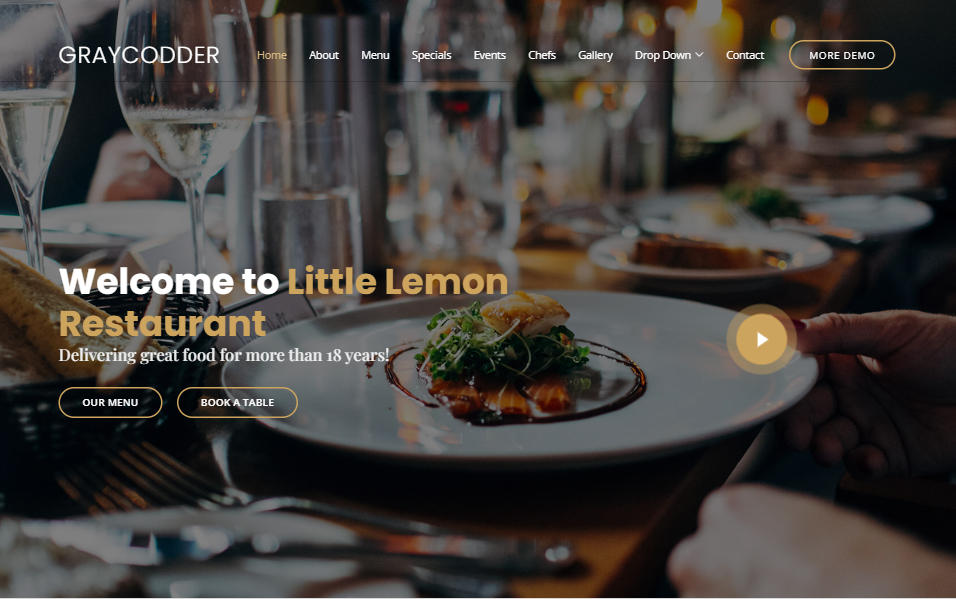 GRAYCODDER Home About Menu Specials Events Chefs Gallery Drop Down Contact MORE DEMO
Welcome to Little Lemon
Restaurant
Delivering great food for more than 18 years!
OUR MENU BOOK A TABLE